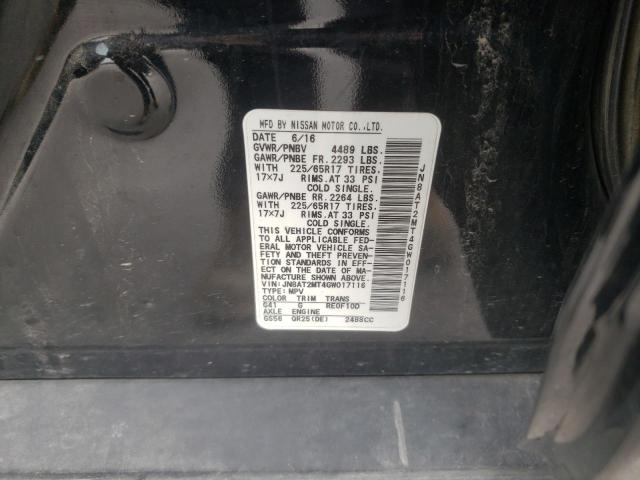 MFD BY NISSAN MOTOR CO.,LTD.
DATE 6/16
GVWR/PNBV 4489 LBS.
GAWR/PNBE FR. 2293 LBS.
WITH 225/65R17 TIRES.
17×7J RIMS.AT 33 PSI
COLD SINGLE.
GAWR/PNBE RR. 2264 LBS.
WITH 225/65R17 TIRES.
17×7J RIMS.AT 33 PSI
COLD SINGLE.
THIS VEHICLE CONFORMS
TO ALL APPLICABLE FED-
ERAL MOTOR VEHICLE SA-
FETY AND THEFT PREVEN-
TION STANDARDS IN EFF-
ECT ON THE DATE OF MA-
NUFACTURE SHOWN ABOVE.
VIN:JN8AT2MT4GW017116
TYPE:MPV
COLOR TRIM TRANS
G41 G RE0F10D
AXLE ENGINE
GS56 QR25(DE) 2488CC
JN8AT2MT4GW017116